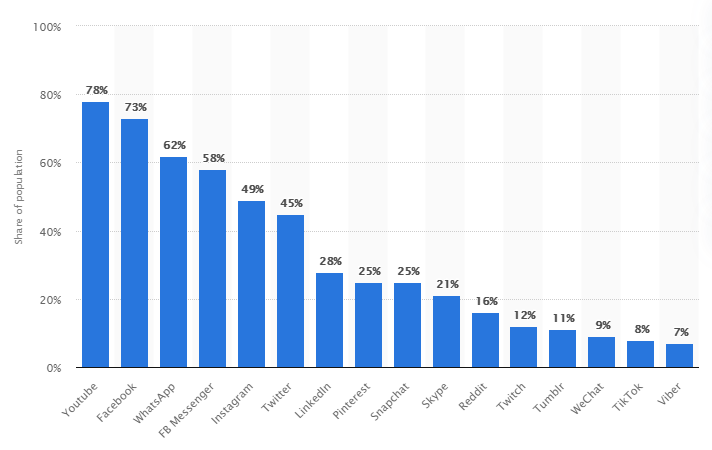 100%
80%
60%
40%
20%
0%
Share of population
78%
73%
62%
58%
49%
45%
28%
25%
25%
21%
16%
12%
11%
9%
8%
7%
Youtube
Facebook
WhatsApp
FB Messenger
Instagram
Twitter
LinkedIn
Pinterest
Snapchat
Skype
Reddit
Twitch
Tumblr
WeChat
TikTok
Viber